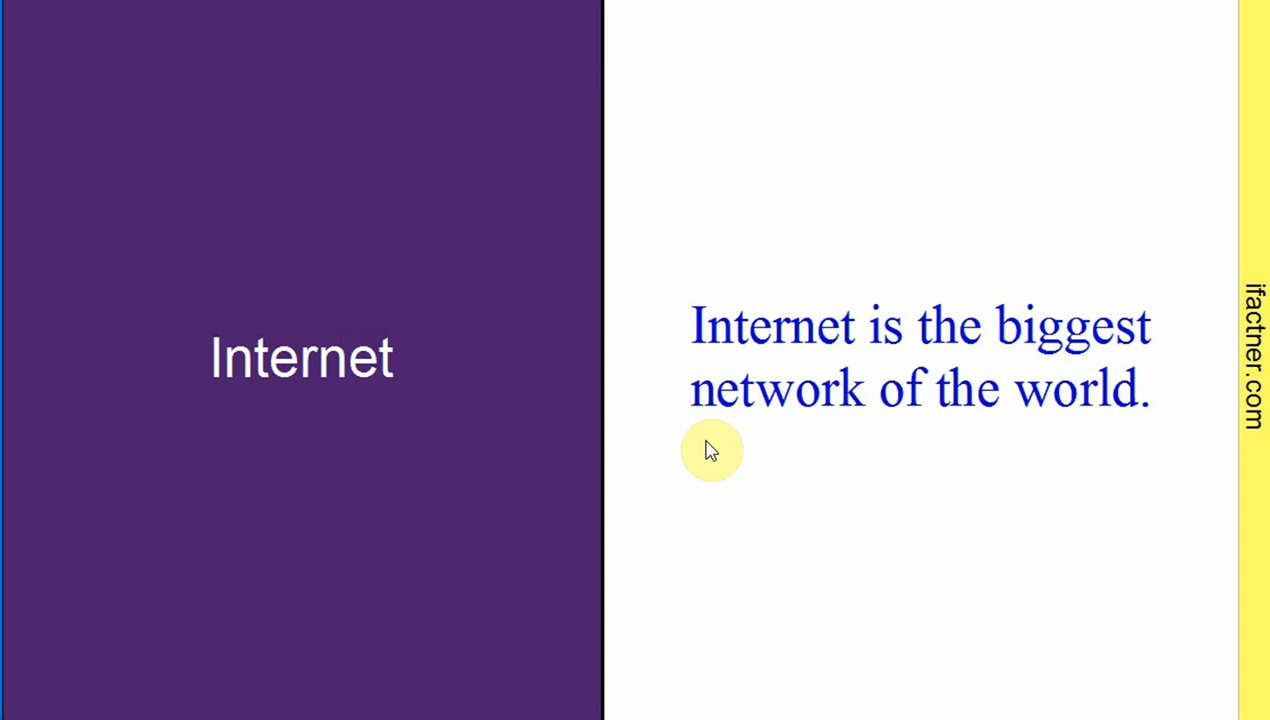 Internet
Internet is the biggest
network of the world.
ifactner.com